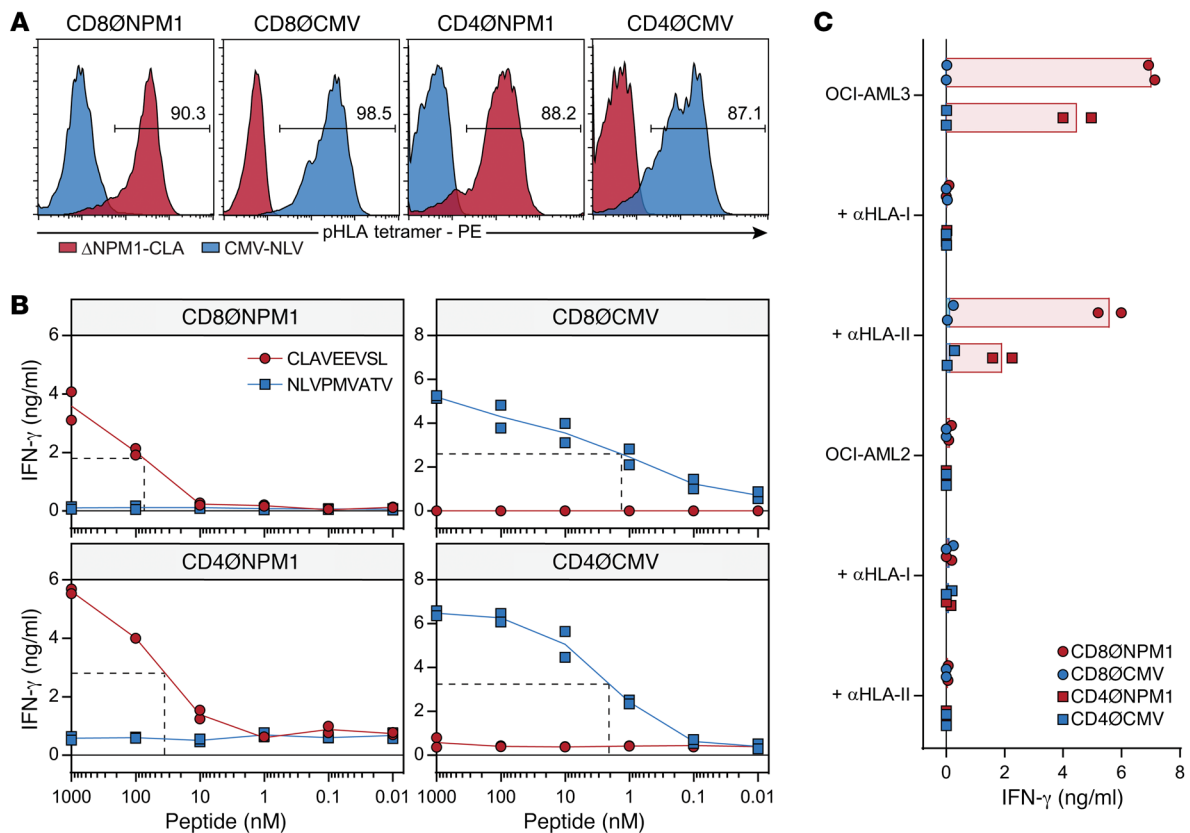 A
CD8ØNPM1
CD8ØCMV
CD4ØNPM1
CD4ØCMV
90.3
98.5
88.2
87.1
pHLA tetramer - PE
ΔNPM1-CLA
CMV-NLV
B
CD8ØNPM1
CD8ØCMV
CLAVEEVSL
NLVPMVATV
IFN-γ (ng/ml)
6
4
2
0
8
6
4
2
0
CD4ØNPM1
CD4ØCMV
IFN-γ (ng/ml)
6
4
2
0
8
6
4
2
0
1000 100 10 1 0.1 0.01
1000 100 10 1 0.1 0.01
Peptide (nM)
Peptide (nM)
C
OCI-AML3
+ αHLA-I
+ αHLA-II
OCI-AML2
+ αHLA-I
+ αHLA-II
CD8ØNPM1
CD8ØCMV
CD4ØNPM1
CD4ØCMV
0 2 4 6 8
IFN-γ (ng/ml)